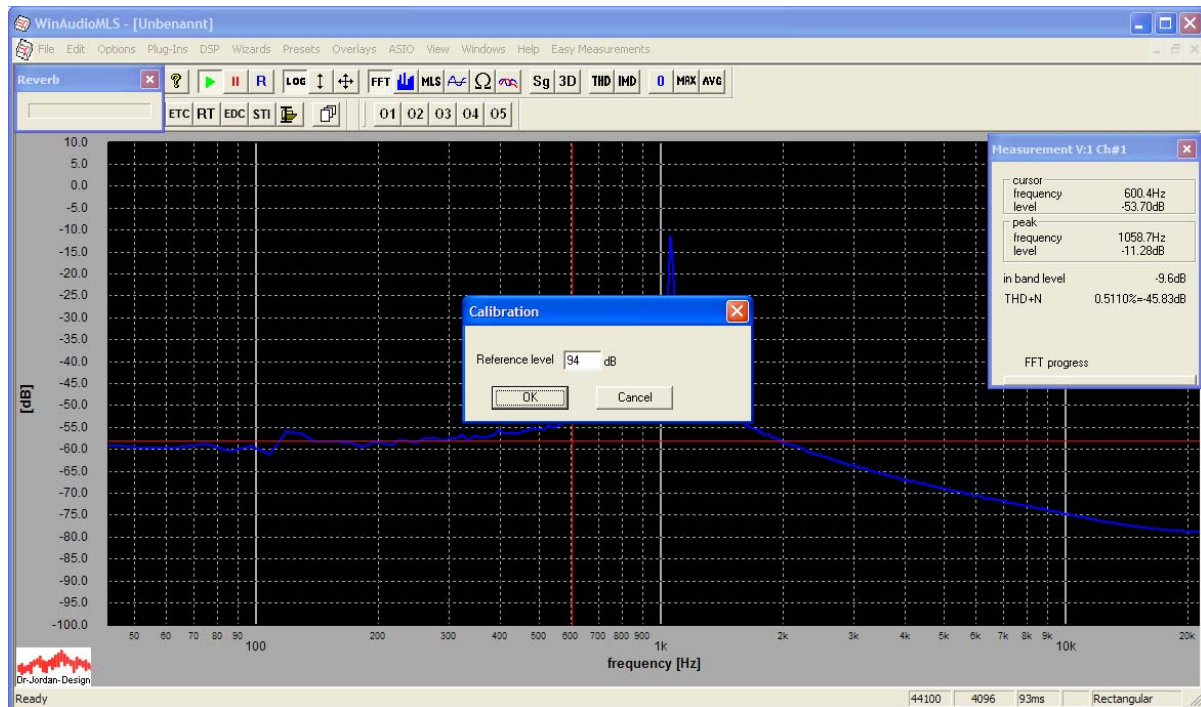 WinAudioMLS - [Unbenannt]
File Edit Options Plug-Ins DSP Wizards Presets Overlays ASIO View Windows Help Easy Measurements
Reverb
? R LOG FFT MLS Ω Sg 3D THD IMD 0 MAX AVG
ETC RT EDC STI 01 02 03 04 05
Measurement V:1 Ch#1
cursor
frequency 600.4Hz
level -53.70dB
peak
frequency 1058.7Hz
level -11.28dB
in band level -9.6dB
THD+N 0.5110%=-45.83dB
FFT progress
Calibration
Reference level 94 dB
OK Cancel
[dB]
10.0
5.0
0.0
-5.0
-10.0
-15.0
-20.0
-25.0
-30.0
-35.0
-40.0
-45.0
-50.0
-55.0
-60.0
-65.0
-70.0
-75.0
-80.0
-85.0
-90.0
-95.0
-100.0
50 60 70 80 90 100 200 300 400 500 600 700 800 900 1k 2k 3k 4k 5k 6k 7k 8k 9k 10k 20k
frequency [Hz]
Dr-Jordan-Design
Ready 44100 4096 93ms Rectangular